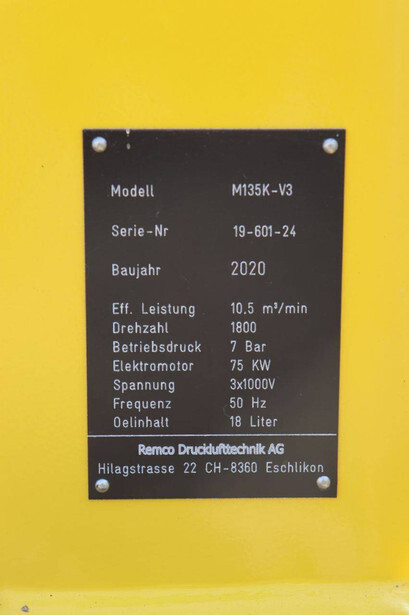 Modell M135K-V3
Serie-Nr 19-601-24
Baujahr 2020
Eff. Leistung 10,5 m³/min
Drehzahl 1800
Betriebsdruck 7 Bar
Elektromotor 75 KW
Spannung 3x1000V
Frequenz 50 Hz
Oelinhalt 18 Liter
Remco Drucklufttechnik AG
Hilagstrasse 22 CH-8360 Eschlikon